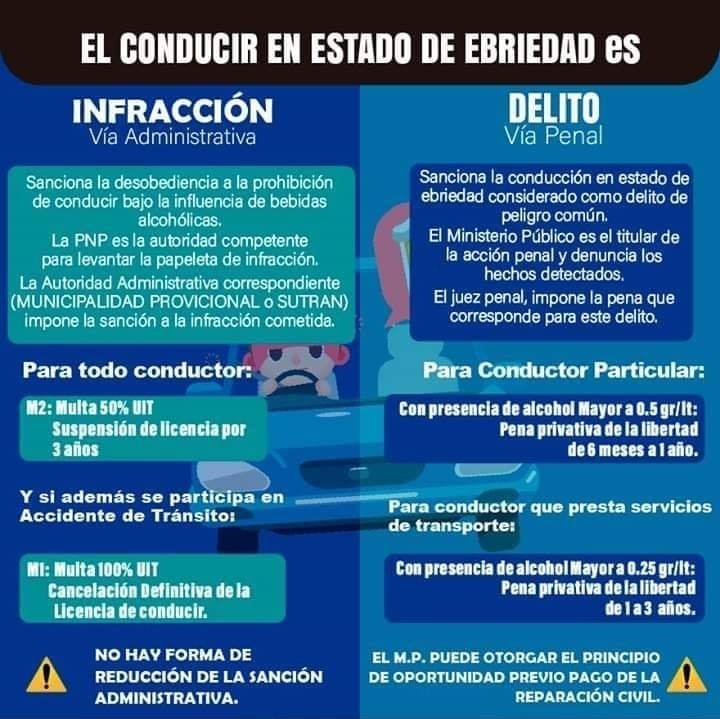 EL CONDUCIR EN ESTADO DE EBRIEDAD es
INFRACCIÓN
Vía Administrativa
Sanciona la desobediencia a la prohibición
de conducir bajo la influencia de bebidas
alcohólicas.
La PNP es la autoridad competente
para levantar la papeleta de infracción.
La Autoridad Administrativa correspondiente
(MUNICIPALIDAD PROVICIONAL o SUTRAN)
impone la sanción a la infracción cometida.
Para todo conductor:
M2: Multa 50% UIT
Suspensión de licencia por
3 años
Y si además se participa en
Accidente de Tránsito:
M1: Multa 100% UIT
Cancelación Definitiva de la
Licencia de conducir.
NO HAY FORMA DE
REDUCCIÓN DE LA SANCIÓN
ADMINISTRATIVA.
DELITO
Vía Penal
Sanciona la conducción en estado de
ebriedad considerado como delito de
peligro común.
El Ministerio Público es el titular de
la acción penal y denuncia los
hechos detectados.
El juez penal, impone la pena que
corresponde para este delito.
Para Conductor Particular:
Con presencia de alcohol Mayor a 0.5 gr/lt:
Pena privativa de la libertad
de 6 meses a 1 año.
Para conductor que presta servicios
de transporte:
Con presencia de alcohol Mayor a 0.25 gr/lt:
Pena privativa de la libertad
de 1 a 3 años.
EL M.P. PUEDE OTORGAR EL PRINCIPIO
DE OPORTUNIDAD PREVIO PAGO DE LA
REPARACIÓN CIVIL.